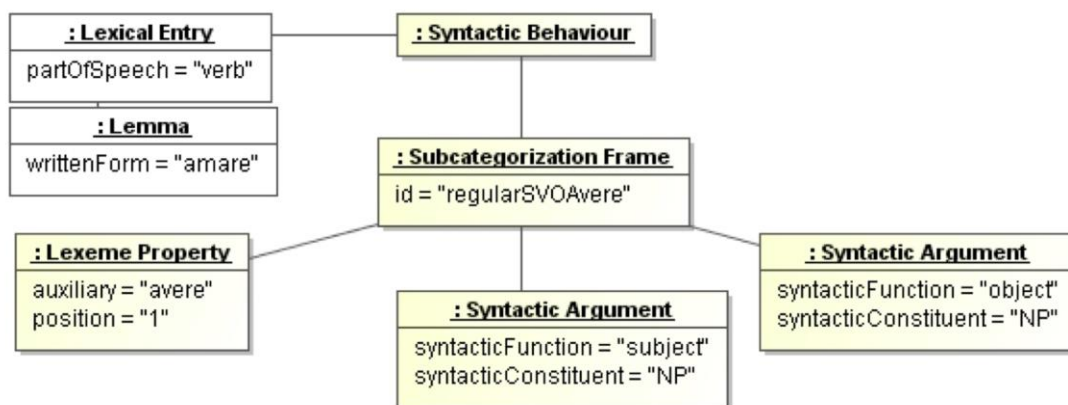 : Lexical Entry
partOfSpeech = "verb"
: Syntactic Behaviour
: Lemma
writtenForm = "amare"
: Subcategorization Frame
id = "regularSVOAvere"
: Lexeme Property
auxiliary = "avere"
position = "1"
: Syntactic Argument
syntacticFunction = "subject"
syntacticConstituent = "NP"
: Syntactic Argument
syntacticFunction = "object"
syntacticConstituent = "NP"